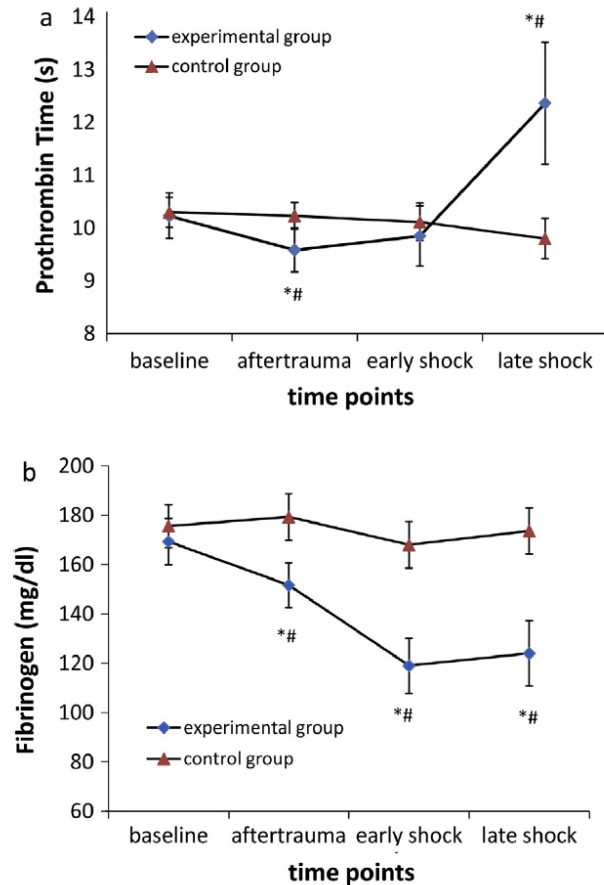 a
Prothrombin Time (s)
14
13
12
11
10
9
8
experimental group
control group
*#
*#
baseline aftertrauma early shock late shock
time points
b
Fibrinogen (mg/dl)
200
180
160
140
120
100
80
60
*#
*#
*#
experimental group
control group
baseline aftertrauma early shock late shock
time points